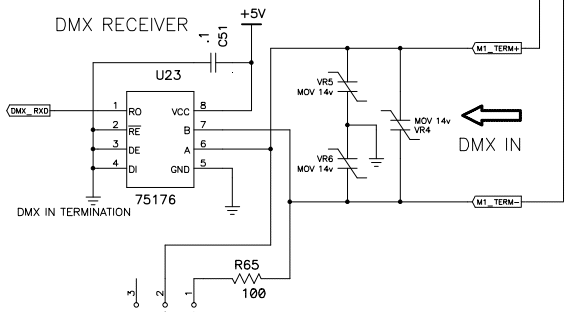 DMX RECEIVER
+5V
.1
C51
U23
M1_TERM+
DMX_RXD
1
RO
VCC
8
2
RE
B
7
3
DE
A
6
4
DI
GND
5
75176
VR5
MOV 14v
MOV 14v
VR4
VR6
MOV 14v
DMX IN
DMX IN TERMINATION
M1_TERM-
R65
100
3
2
1